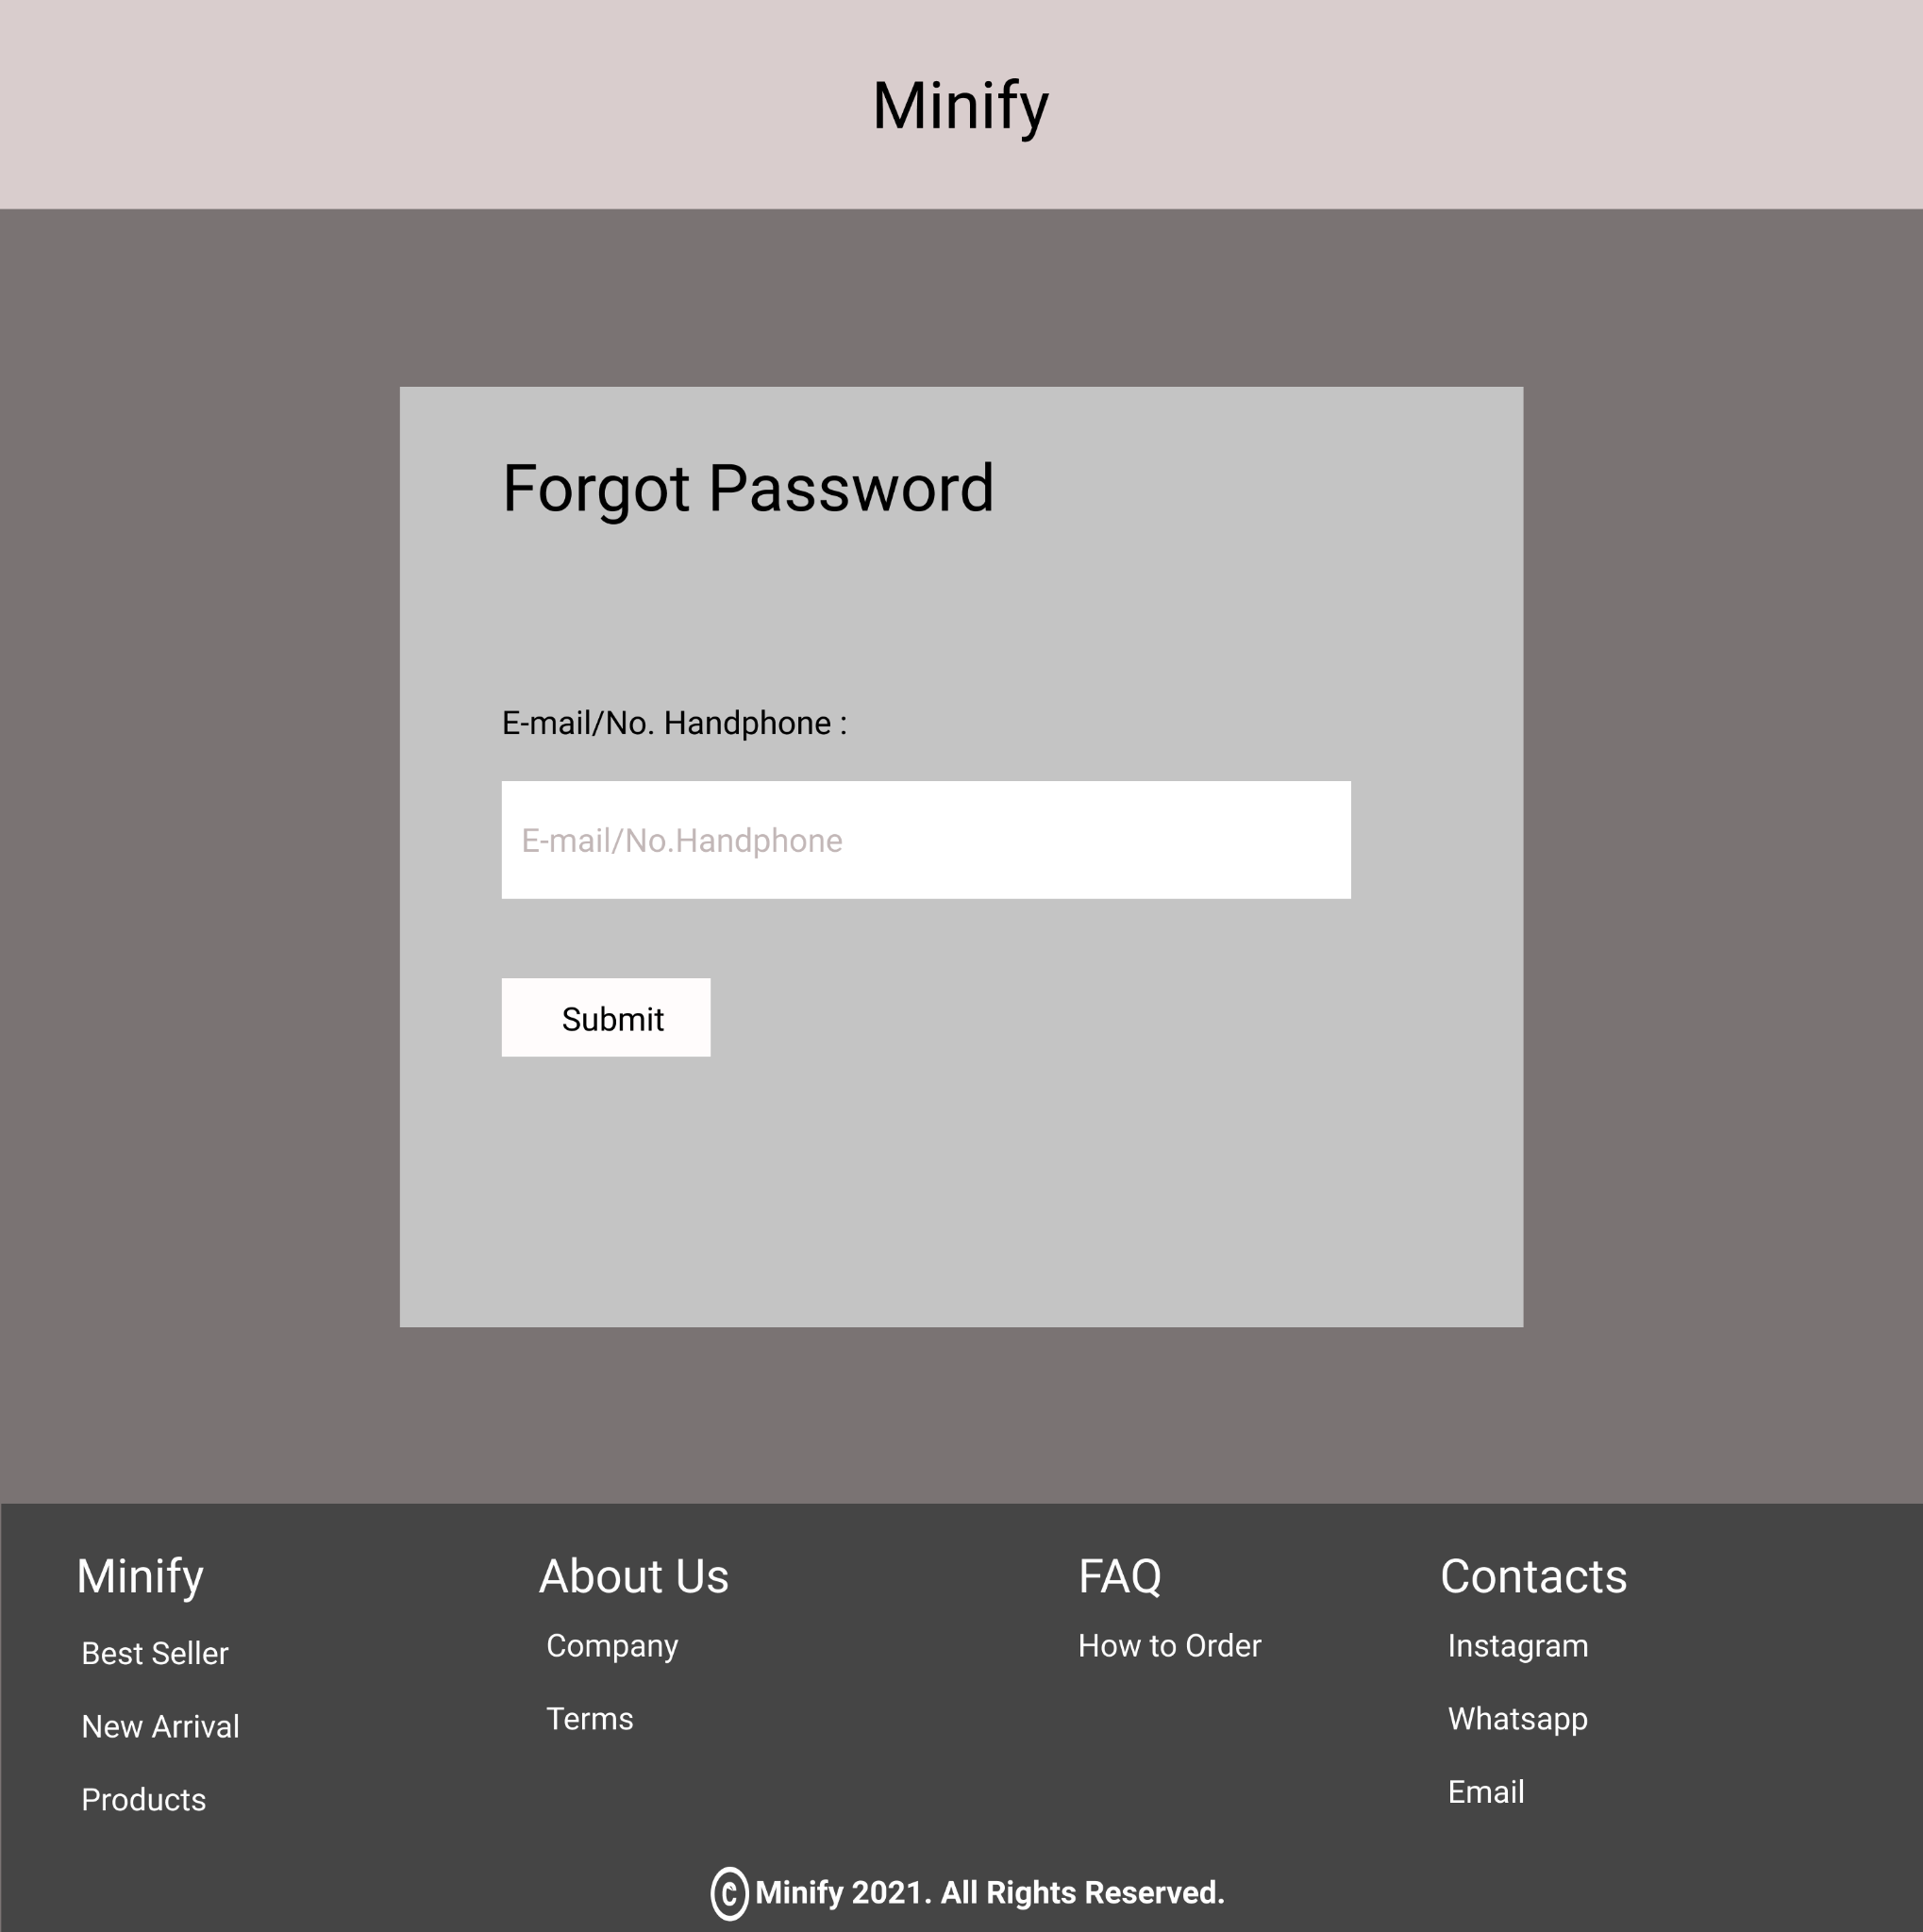 Minify
Forgot Password
E-mail/No. Handphone :
E-mail/No.Handphone
Submit
Minify
Best Seller
New Arrival
Products
About Us
Company
Terms
FAQ
How to Order
Contacts
Instagram
Whatsapp
Email
© Minify 2021. All Rights Reserved.